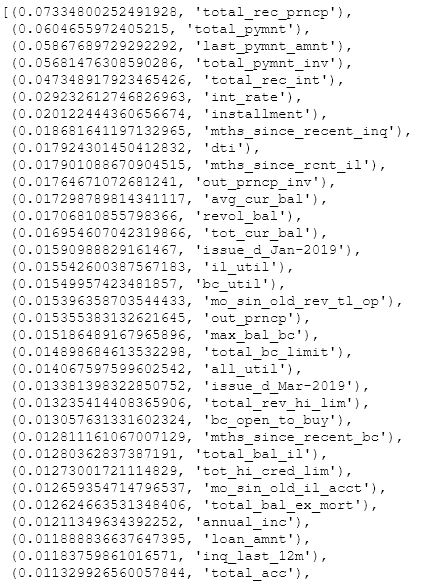 [(0.07334800252491928, 'total_rec_prncp'),
(0.0604655972405215, 'total_pymnt'),
(0.05867689729292292, 'last_pymnt_amnt'),
(0.05681476308590286, 'total_pymnt_inv'),
(0.047348917923465426, 'total_rec_int'),
(0.029232612746826963, 'int_rate'),
(0.020122444360656674, 'installment'),
(0.018681641197132965, 'mths_since_recent_inq'),
(0.017924301450412832, 'dti'),
(0.017901088670904515, 'mths_since_rcnt_il'),
(0.01764671072681241, 'out_prncp_inv'),
(0.017298789814341117, 'avg_cur_bal'),
(0.01706810855798366, 'revol_bal'),
(0.016954607042319866, 'tot_cur_bal'),
(0.01590988829161467, 'issue_d_Jan-2019'),
(0.015542600387567183, 'il_util'),
(0.01549957423481857, 'bc_util'),
(0.015396358703544433, 'mo_sin_old_rev_tl_op'),
(0.015355383132621645, 'out_prncp'),
(0.015186489167965896, 'max_bal_bc'),
(0.014898684613532298, 'total_bc_limit'),
(0.014067597599602542, 'all_util'),
(0.013381398322850752, 'issue_d_Mar-2019'),
(0.013235414408365906, 'total_rev_hi_lim'),
(0.013057631331602324, 'bc_open_to_buy'),
(0.012811161067007129, 'mths_since_recent_bc'),
(0.01280362837387191, 'total_bal_il'),
(0.01273001721114829, 'tot_hi_cred_lim'),
(0.012659354714796537, 'mo_sin_old_il_acct'),
(0.012624663531348406, 'total_bal_ex_mort'),
(0.01211349634392252, 'annual_inc'),
(0.011888836637647395, 'loan_amnt'),
(0.01183759861016571, 'inq_last_12m'),
(0.011329926560057844, 'total_acc'),